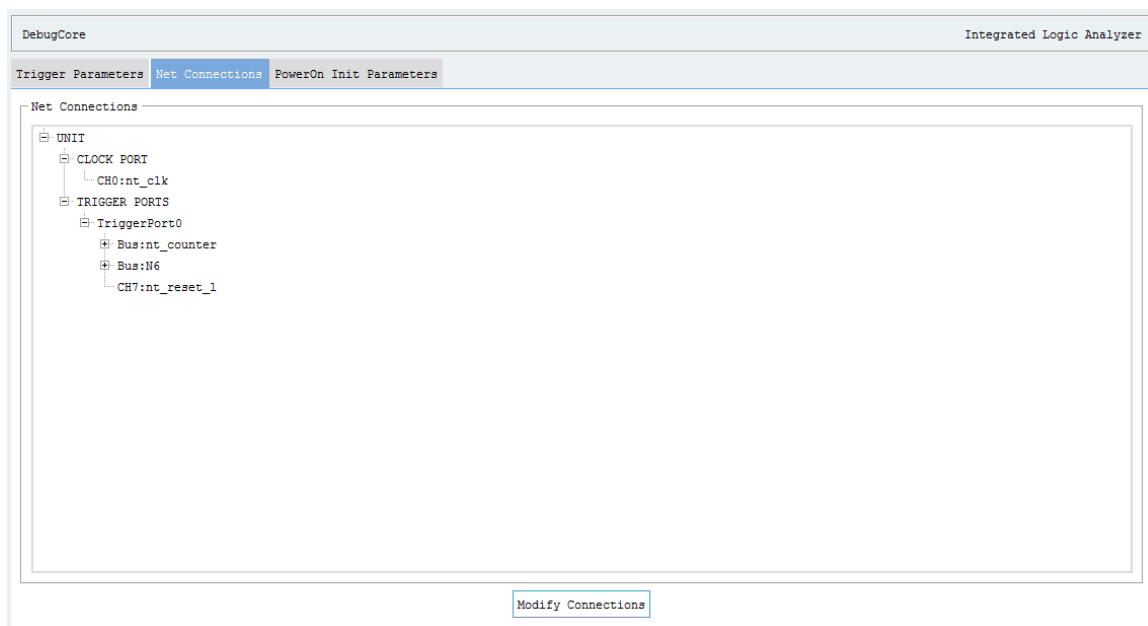 DebugCore Integrated Logic Analyzer
Trigger Parameters Net Connections PowerOn Init Parameters
Net Connections
UNIT
CLOCK PORT
CH0:nt_clk
TRIGGER PORTS
TriggerPort0
Bus:nt_counter
Bus:N6
CH7:nt_reset_l
Modify Connections